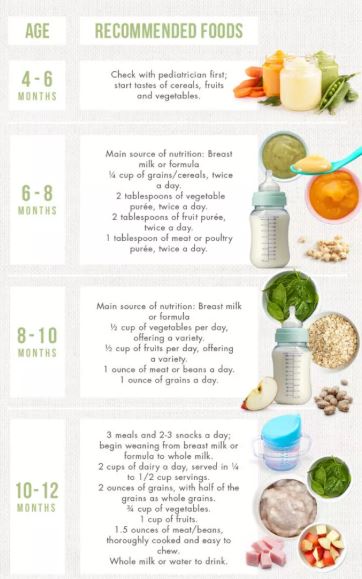 AGE
RECOMMENDED FOODS
4-6
MONTHS
Check with pediatrician first;
start tastes of cereals, fruits
and vegetables.
6-8
MONTHS
Main source of nutrition: Breast
milk or formula
¼ cup of grains/cereals, twice
a day.
2 tablespoons of vegetable
purée, twice a day.
2 tablespoons of fruit purée,
twice a day.
1 tablespoon of meat or poultry
purée, twice a day.
8-10
MONTHS
Main source of nutrition: Breast milk
or formula
½ cup of vegetables per day,
offering a variety.
½ cup of fruits per day, offering
a variety.
1 ounce of meat or beans a day.
1 ounce of grains a day.
10-12
MONTHS
3 meals and 2-3 snacks a day;
begin weaning from breast milk or
formula to whole milk.
2 cups of dairy a day, served in ¼
to 1/2 cup servings.
2 ounces of grains, with half of the
grains as whole grains.
¾ cup of vegetables.
1 cup of fruits.
1.5 ounces of meat/beans,
thoroughly cooked and easy to
chew.
Whole milk or water to drink.